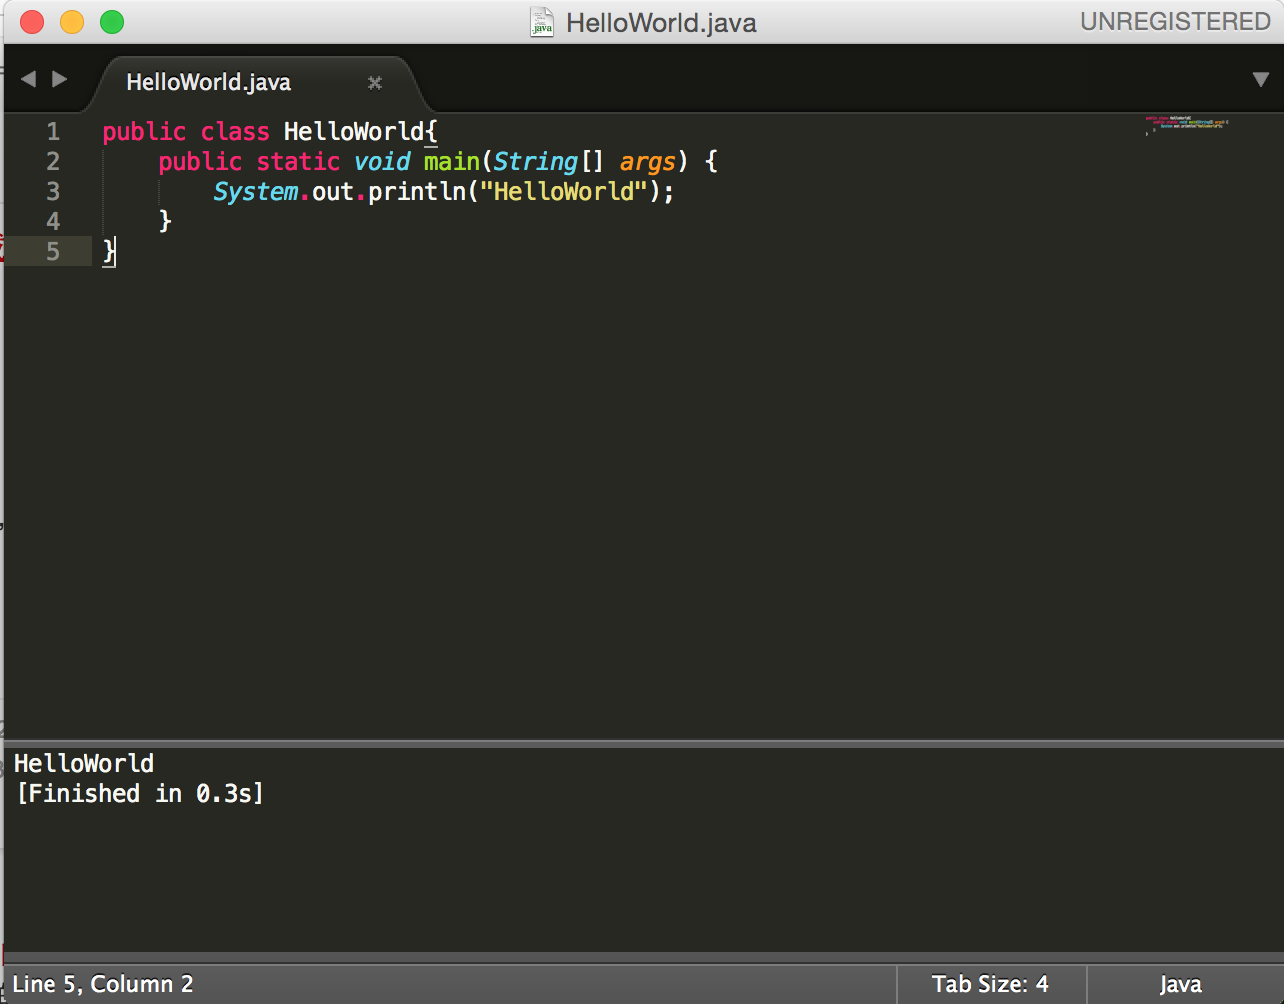 HelloWorld.java
UNREGISTERED
HelloWorld.java
1 public class HelloWorld{
2     public static void main(String[] args) {
3         System.out.println("HelloWorld");
4     }
5 }
HelloWorld
[Finished in 0.3s]
Line 5, Column 2
Tab Size: 4
Java